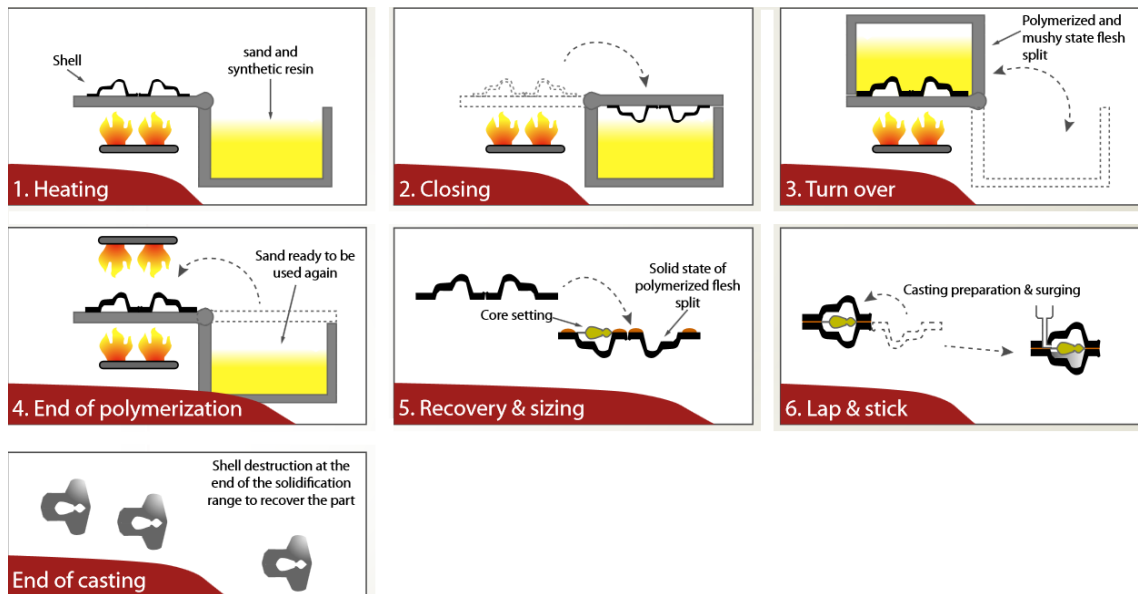 Shell
sand and
synthetic resin
1. Heating
2. Closing
Polymerized and
mushy state flesh
split
3. Turn over
Sand ready to be
used again
4. End of polymerization
Solid state of
polymerized flesh
split
Core setting
5. Recovery & sizing
Casting preparation & surging
6. Lap & stick
Shell destruction at the
end of the solidification
range to recover the part
End of casting